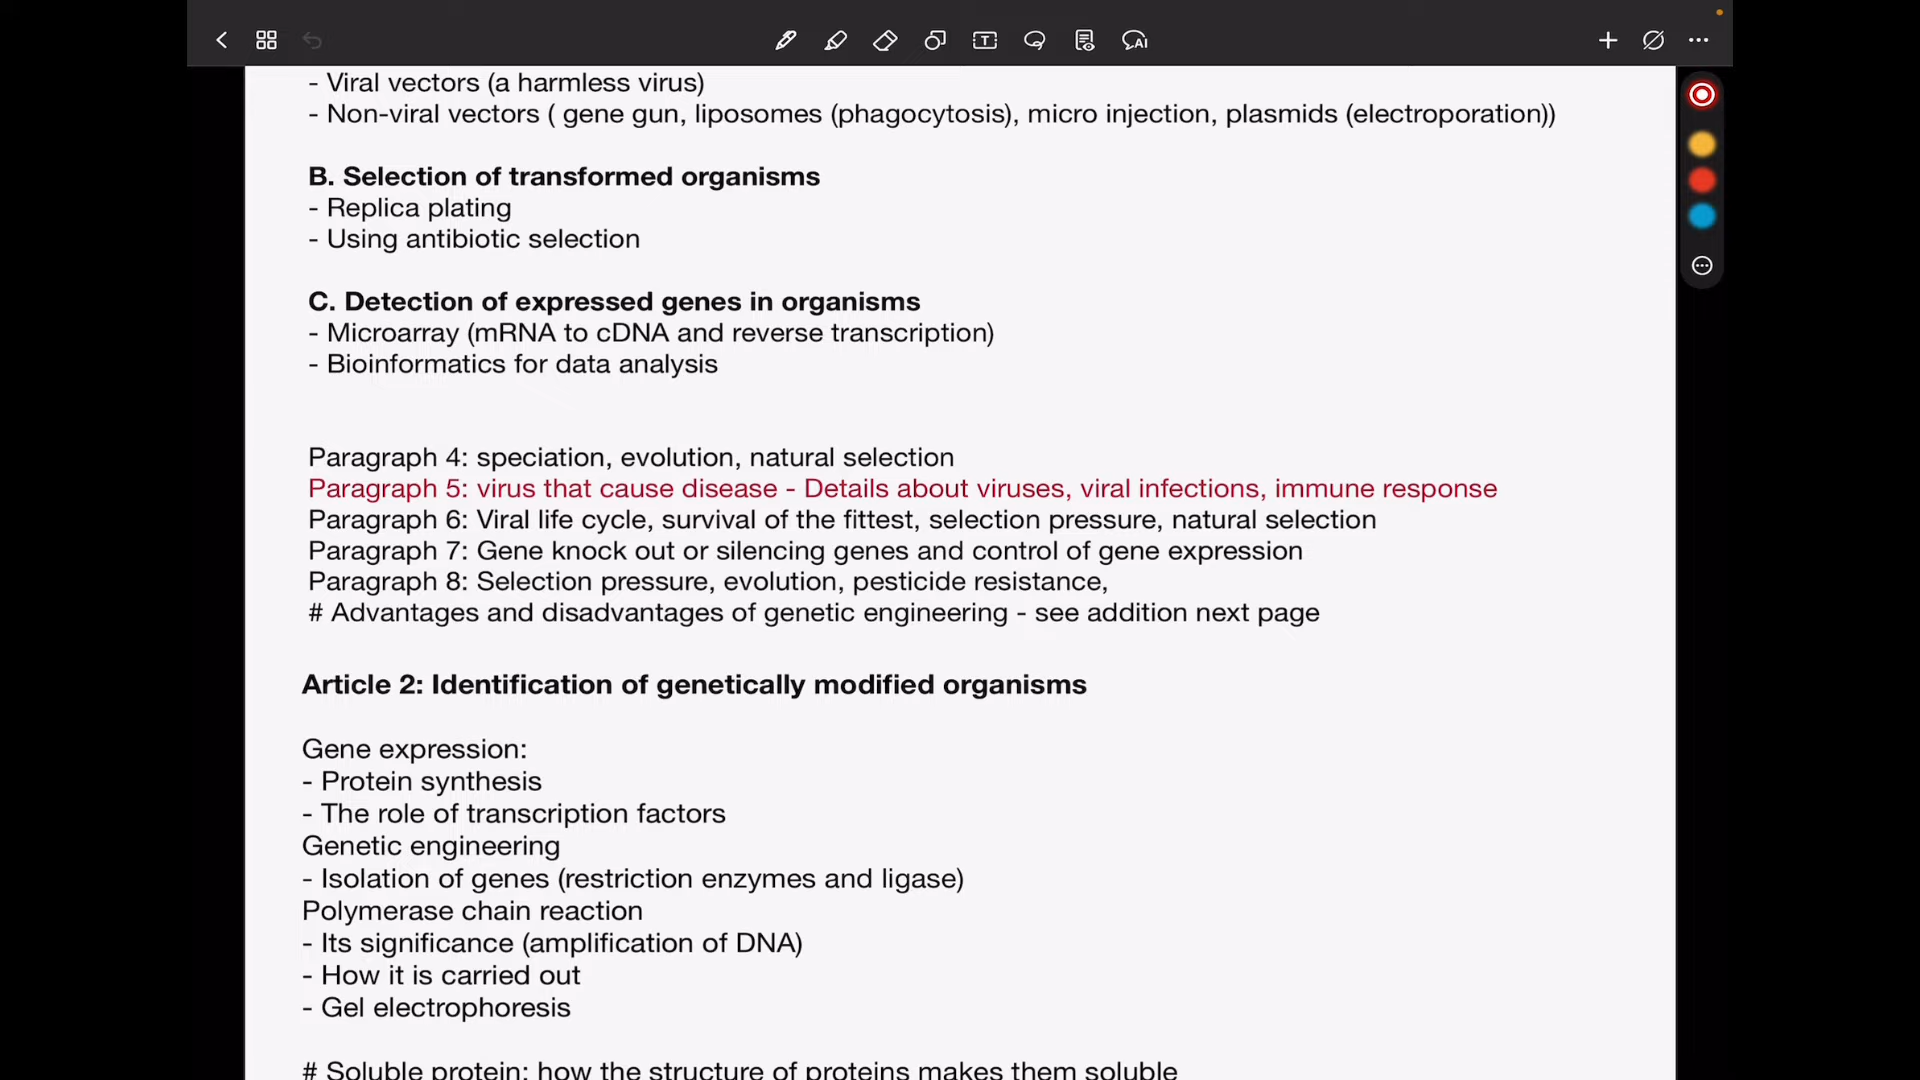 AI
- Viral vectors (a harmless virus)
- Non-viral vectors ( gene gun, liposomes (phagocytosis), micro injection, plasmids (electroporation))
B. Selection of transformed organisms
- Replica plating
- Using antibiotic selection
C. Detection of expressed genes in organisms
- Microarray (mRNA to cDNA and reverse transcription)
- Bioinformatics for data analysis
Paragraph 4: speciation, evolution, natural selection
Paragraph 5: virus that cause disease - Details about viruses, viral infections, immune response
Paragraph 6: Viral life cycle, survival of the fittest, selection pressure, natural selection
Paragraph 7: Gene knock out or silencing genes and control of gene expression
Paragraph 8: Selection pressure, evolution, pesticide resistance,
# Advantages and disadvantages of genetic engineering - see addition next page
Article 2: Identification of genetically modified organisms
Gene expression:
- Protein synthesis
- The role of transcription factors
Genetic engineering
- Isolation of genes (restriction enzymes and ligase)
Polymerase chain reaction
- Its significance (amplification of DNA)
- How it is carried out
- Gel electrophoresis
# Soluble protein: how the structure of proteins makes them soluble